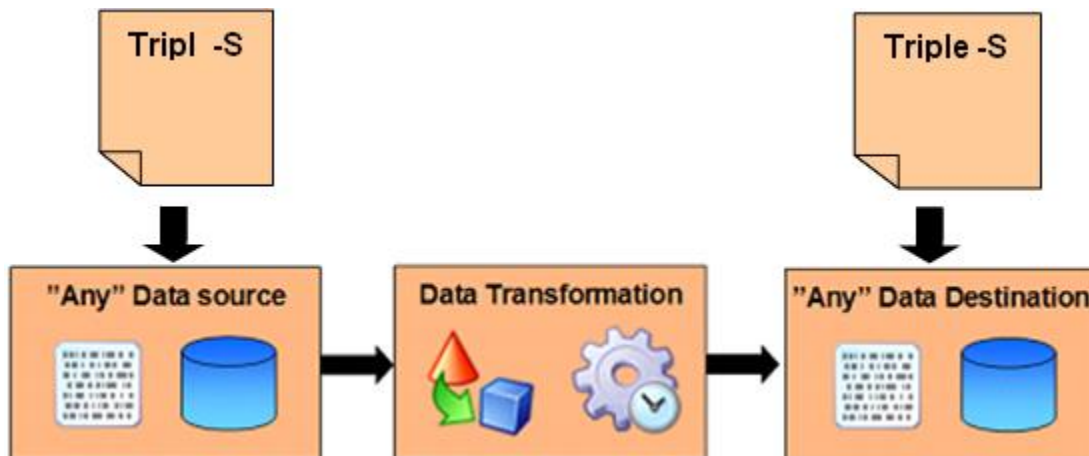 Tripl -S
Triple -S
"Any" Data source
Data Transformation
"Any" Data Destination